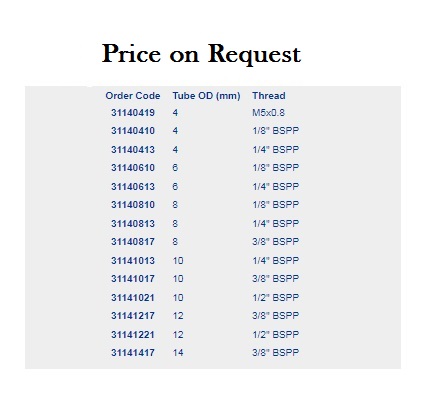 Price on Request
Order Code Tube OD (mm) Thread
31140419 4 M5x0.8
31140410 4 1/8" BSPP
31140413 4 1/4" BSPP
31140610 6 1/8" BSPP
31140613 6 1/4" BSPP
31140810 8 1/8" BSPP
31140813 8 1/4" BSPP
31140817 8 3/8" BSPP
31141013 10 1/4" BSPP
31141017 10 3/8" BSPP
31141021 10 1/2" BSPP
31141217 12 3/8" BSPP
31141221 12 1/2" BSPP
31141417 14 3/8" BSPP